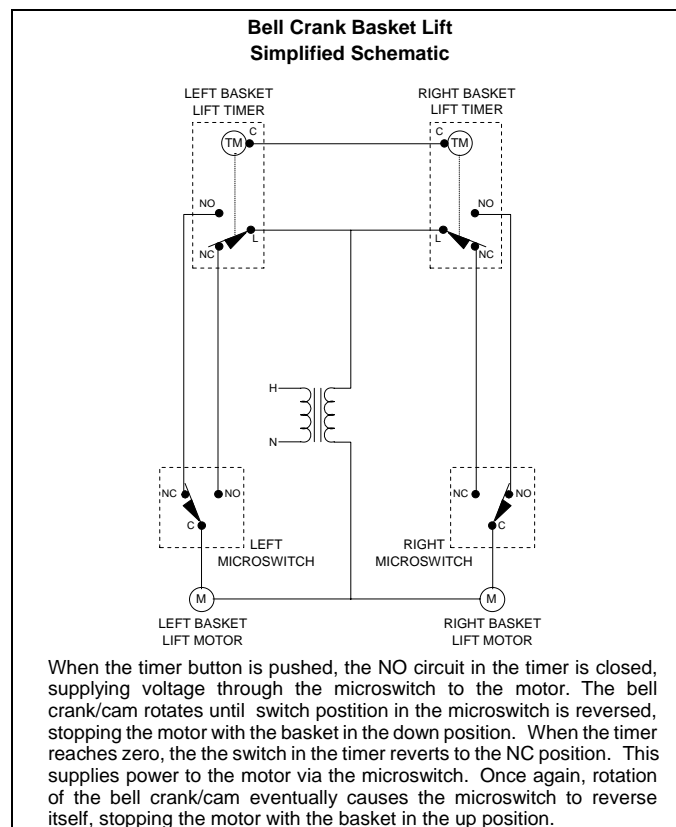 Bell Crank Basket Lift
Simplified Schematic
LEFT BASKET
LIFT TIMER
RIGHT BASKET
LIFT TIMER
TM
C
C
TM
NO
NO
L
L
NC
NC
H
N
NC
NO
NC
NO
C
C
LEFT
MICROSWITCH
RIGHT
MICROSWITCH
M
M
LEFT BASKET
LIFT MOTOR
RIGHT BASKET
LIFT MOTOR
When the timer button is pushed, the NO circuit in the timer is closed,
supplying voltage through the microswitch to the motor. The bell
crank/cam rotates until switch postition in the microswitch is reversed,
stopping the motor with the basket in the down position. When the timer
reaches zero, the the switch in the timer reverts to the NC position. This
supplies power to the motor via the microswitch. Once again, rotation
of the bell crank/cam eventually causes the microswitch to reverse
itself, stopping the motor with the basket in the up position.